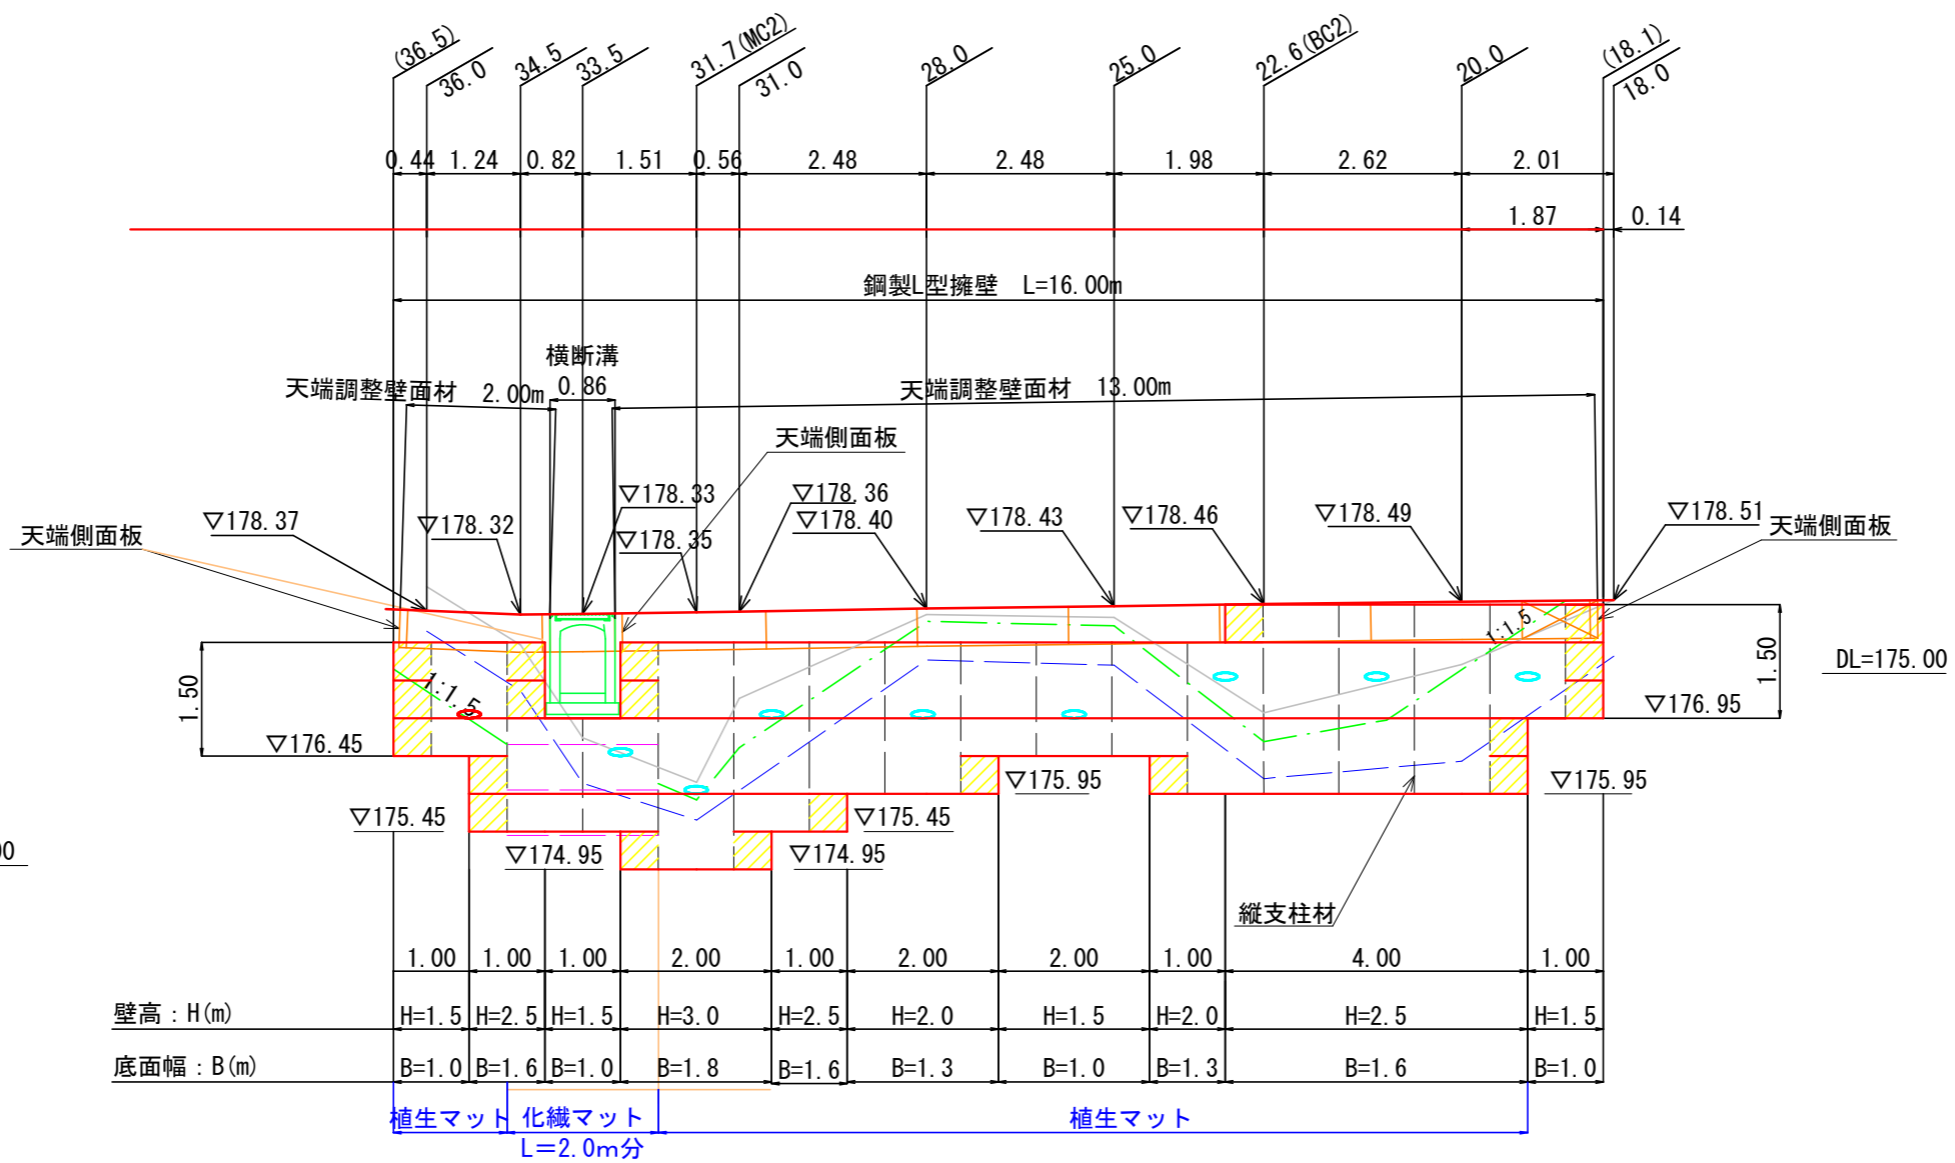 (36.5)
36.0
34.5
33.5
31.7(MC2)
31.0
28.0
25.0
22.6(BC2)
20.0
(18.1)
18.0
0.44 1.24 0.82 1.51 0.56 2.48 2.48 1.98 2.62 2.01
1.87 0.14
鋼製L型擁壁 L=16.00m
横断溝
天端調整壁面材 2.00m 0.86 天端調整壁面材 13.00m
天端側面板
▽178.33 ▽178.36
▽178.37 ▽178.32 ▽178.35 ▽178.40 ▽178.43 ▽178.46 ▽178.49 ▽178.51
天端側面板 天端側面板
1:1.5
1:1.5
1.50
1.50
DL=175.00
▽176.45 ▽176.95
▽175.95 ▽175.95
▽175.45 ▽175.45
▽174.95 ▽174.95
00
縦支柱材
1.00 1.00 1.00 2.00 1.00 2.00 2.00 1.00 4.00 1.00
壁高:H(m) H=1.5 H=2.5 H=1.5 H=3.0 H=2.5 H=2.0 H=1.5 H=2.0 H=2.5 H=1.5
底面幅:B(m) B=1.0 B=1.6 B=1.0 B=1.8 B=1.6 B=1.3 B=1.0 B=1.3 B=1.6 B=1.0
植生マット 化繊マット 植生マット
L=2.0m分